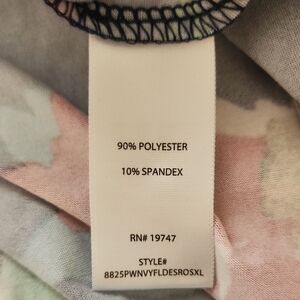 90% POLYESTER
10% SPANDEX
RN# 19747
STYLE#
8825PWNVYFLDESROSXL